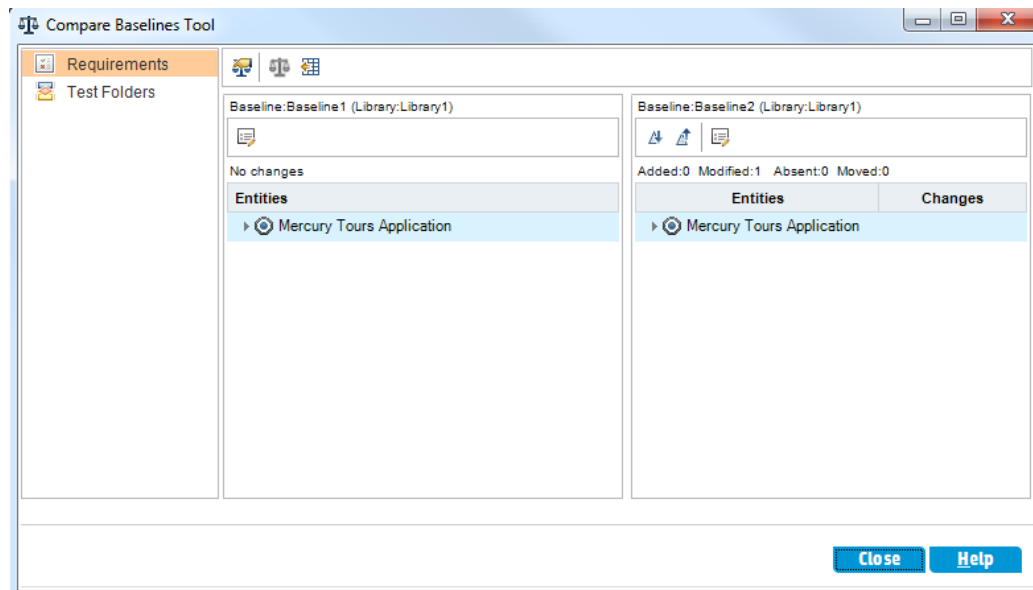 Compare Baselines Tool
Requirements
Test Folders
Baseline:Baseline1 (Library:Library1)
No changes
Entities
Mercury Tours Application
Baseline:Baseline2 (Library:Library1)
Added:0 Modified:1 Absent:0 Moved:0
Entities Changes
Mercury Tours Application
Close Help